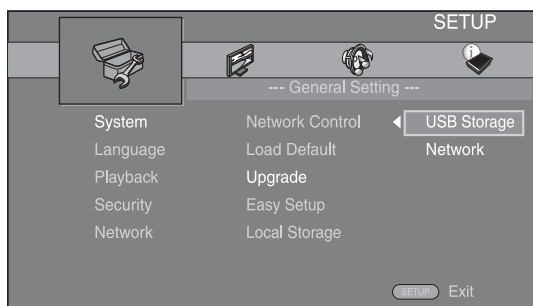 SETUP
--- General Setting ---
System Network Control USB Storage
Language Load Default Network
Playback Upgrade
Security Easy Setup
Network Local Storage
SETUP Exit